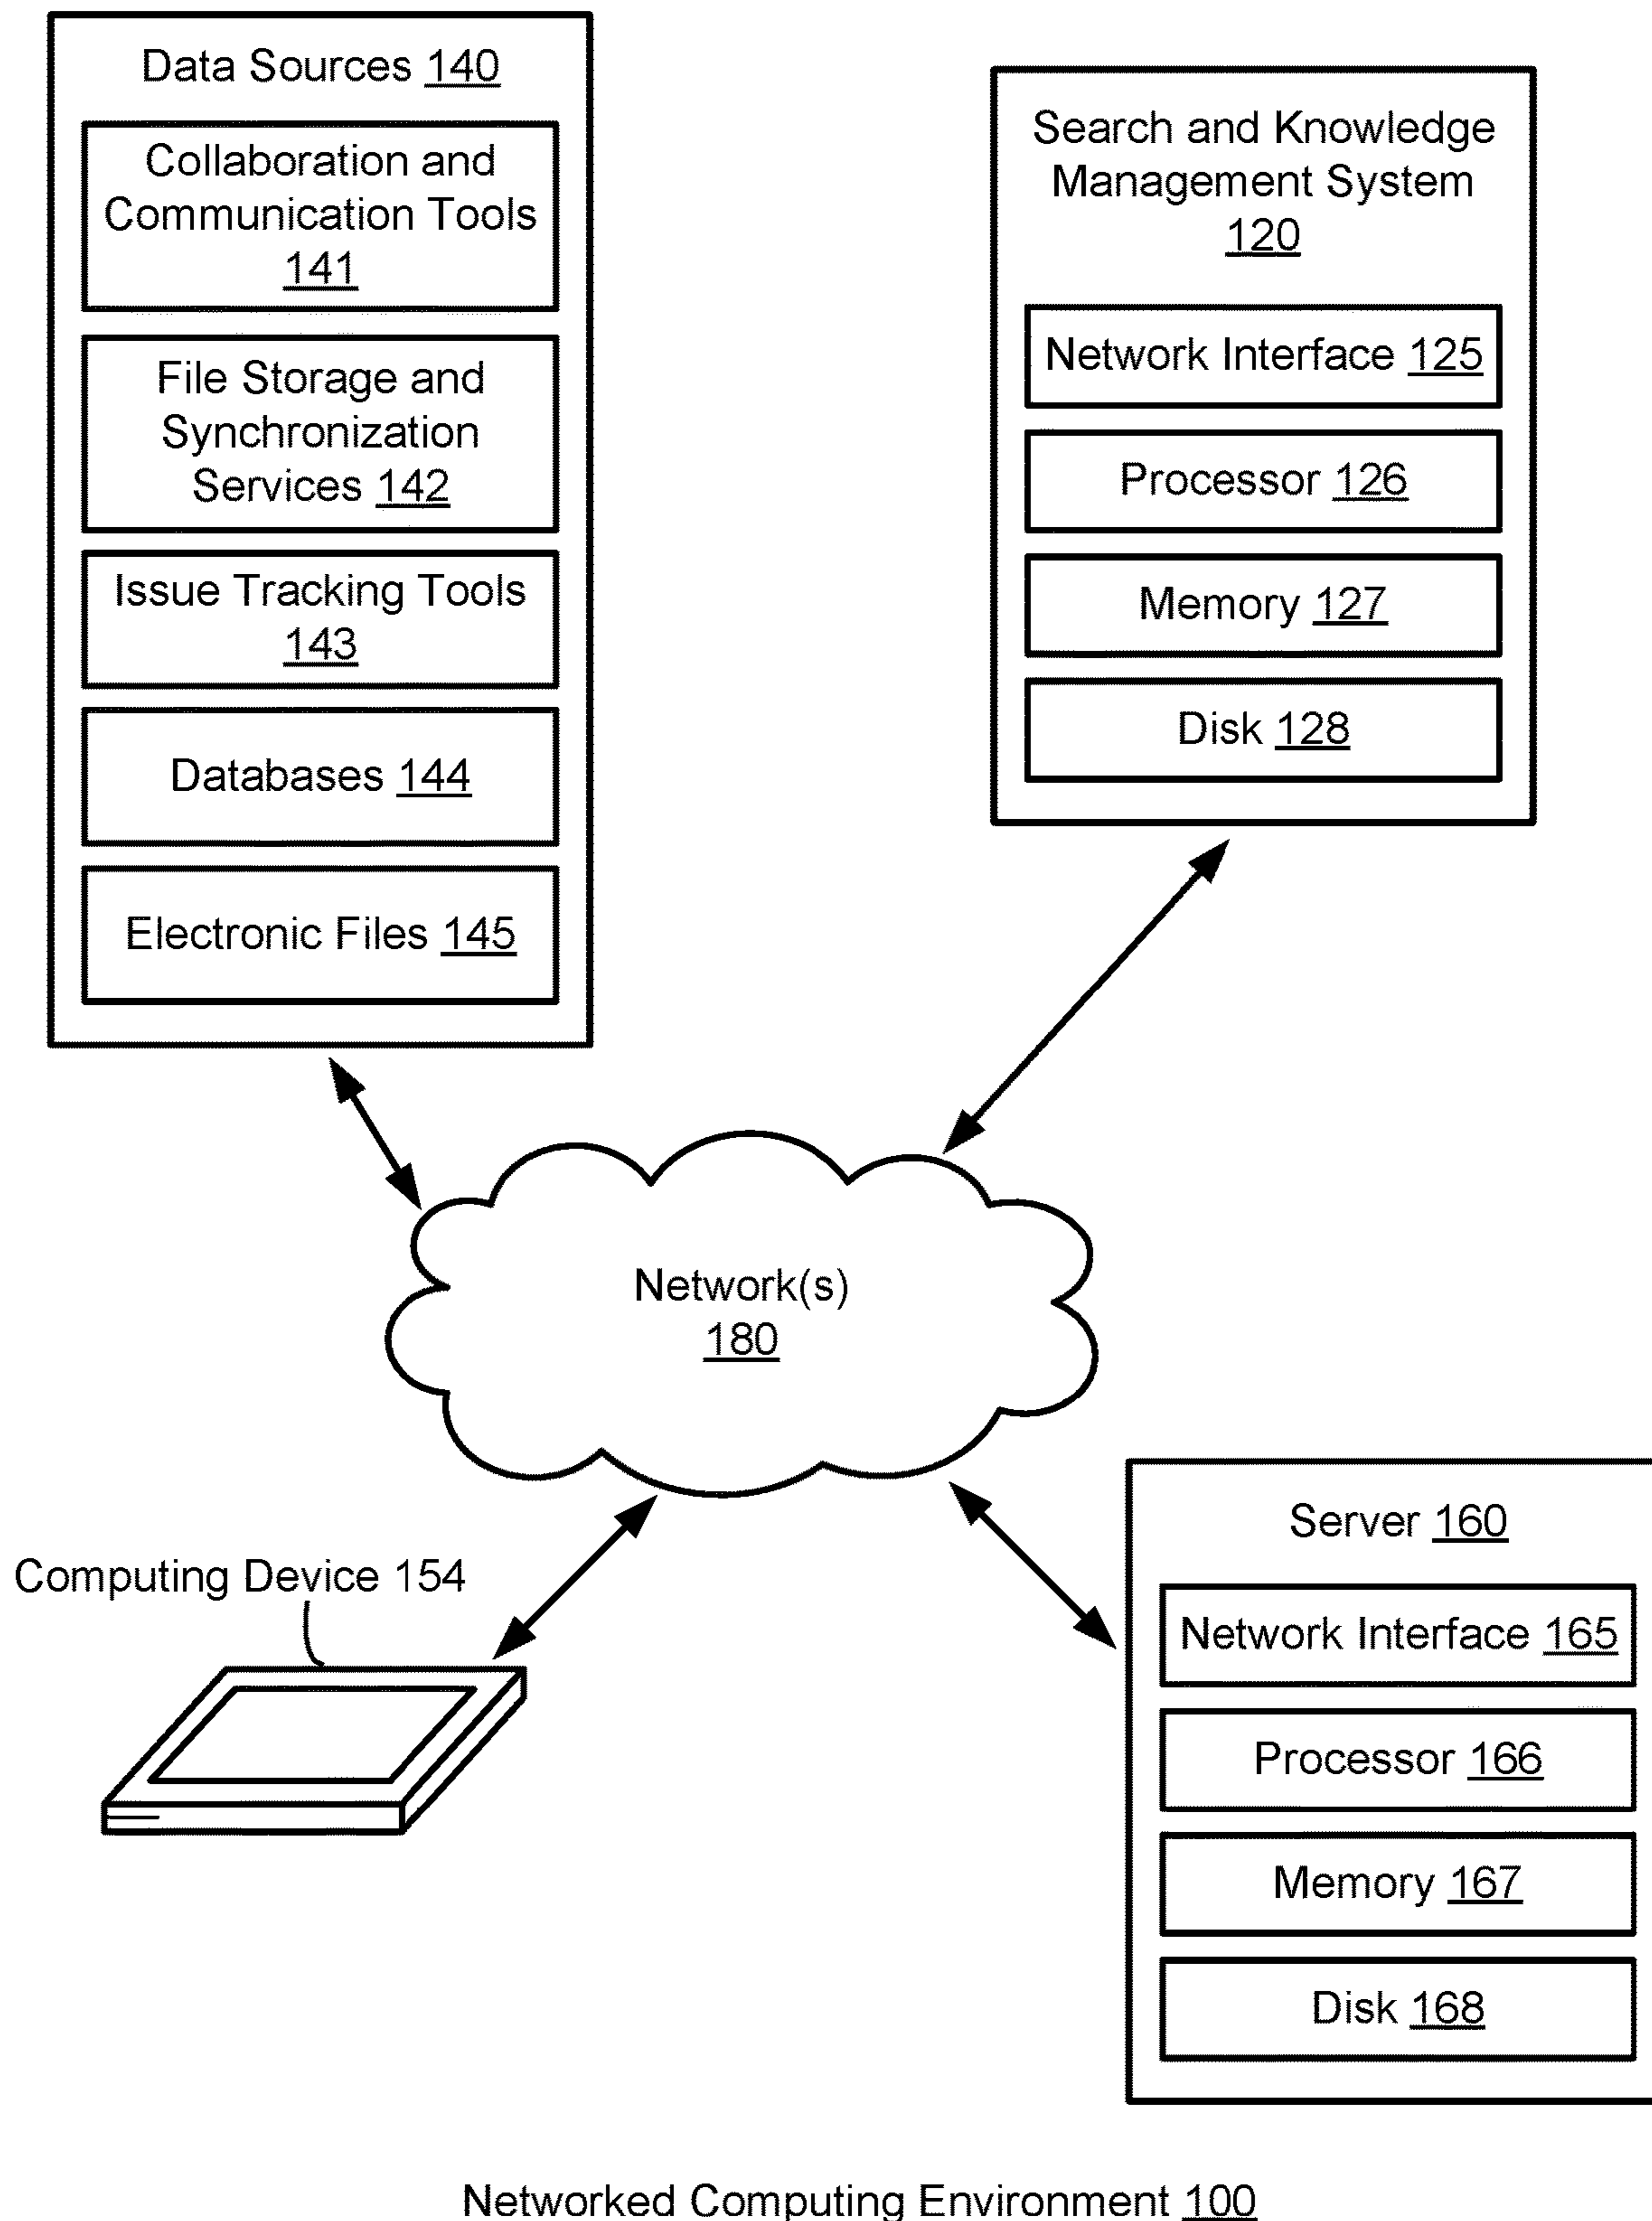 Data Sources 140
Collaboration and
Communication Tools
141
File Storage and
Synchronization
Services 142
Issue Tracking Tools
143
Databases 144
Electronic Files 145
Search and Knowledge
Management System
120
Network Interface 125
Processor 126
Memory 127
Disk 128
Network(s)
180
Computing Device 154
Server 160
Network Interface 165
Processor 166
Memory 167
Disk 168
Networked Computing Environment 100